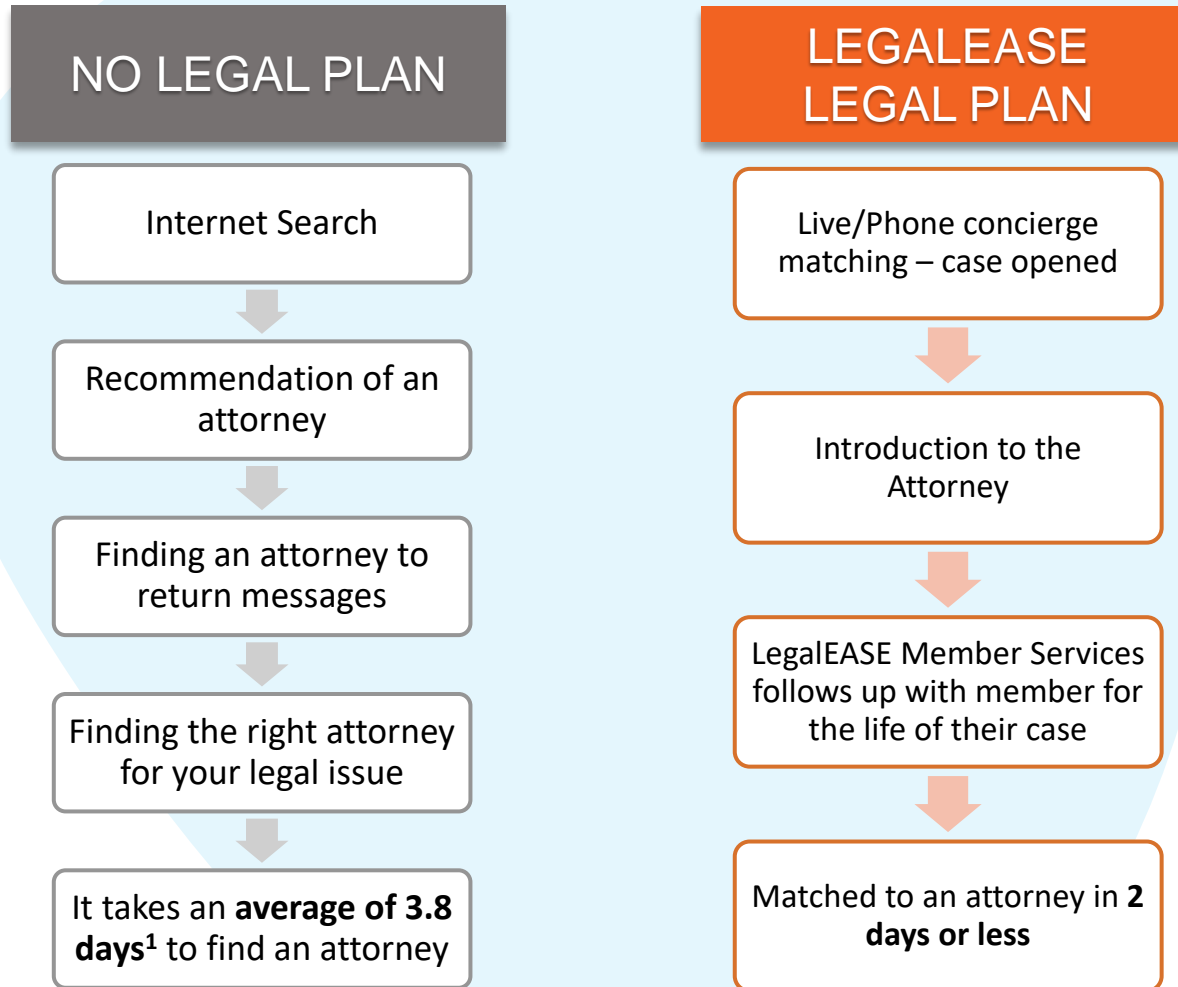 NO LEGAL PLAN
Internet Search
Recommendation of an
attorney
Finding an attorney to
return messages
Finding the right attorney
for your legal issue
It takes an average of 3.8
days¹ to find an attorney
LEGALEASE
LEGAL PLAN
Live/Phone concierge
matching – case opened
Introduction to the
Attorney
LegalEASE Member Services
follows up with member for
the life of their case
Matched to an attorney in 2
days or less